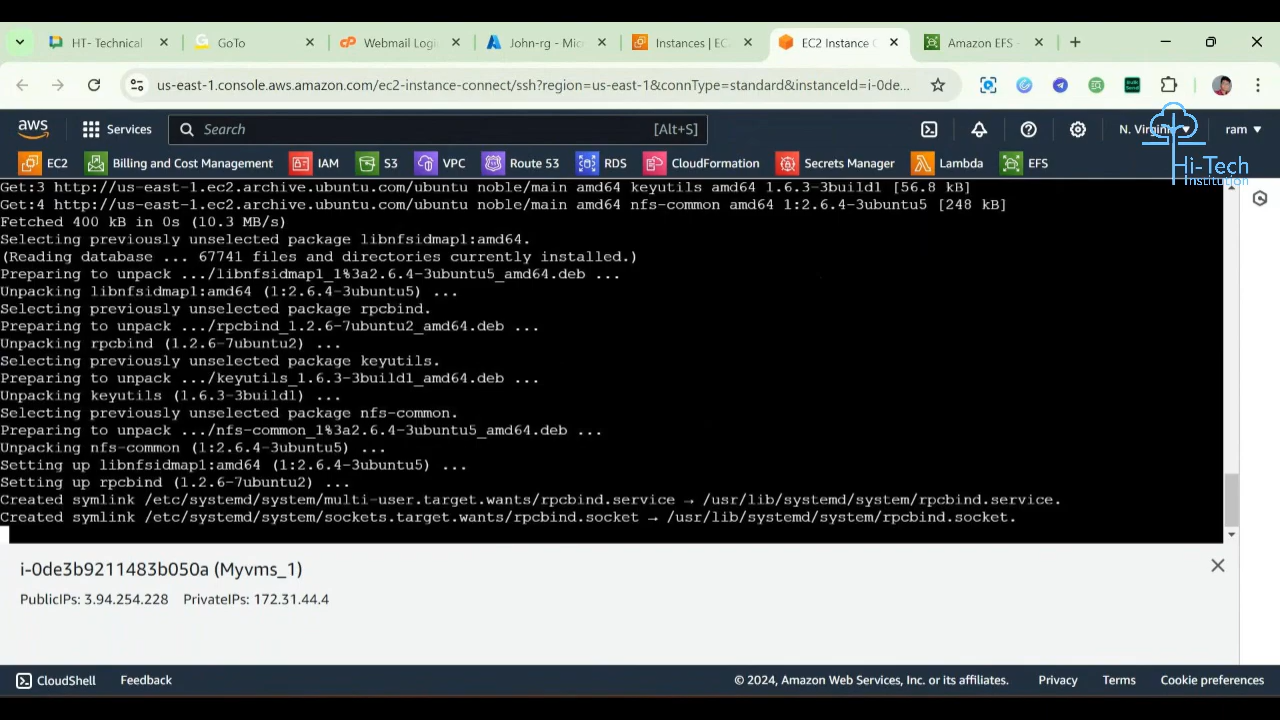 HT- Technical
GoTo
Webmail Logi
John-rg - Mic
Instances | EC
EC2 Instance C
Amazon EFS -
us-east-1.console.aws.amazon.com/ec2-instance-connect/ssh?region=us-east-1&connType=standard&instanceId=i-0de...
aws
Services
Search
[Alt+S]
N. Virginia
ram
Hi-Tech
Institution
EC2
Billing and Cost Management
IAM
S3
VPC
Route 53
RDS
CloudFormation
Secrets Manager
Lambda
EFS
Get:3 http://us-east-1.ec2.archive.ubuntu.com/ubuntu noble/main amd64 keyutils amd64 1.6.3-3build1 [56.8 kB]
Get:4 http://us-east-1.ec2.archive.ubuntu.com/ubuntu noble/main amd64 nfs-common amd64 1:2.6.4-3ubuntu5 [248 kB]
Fetched 400 kB in 0s (10.3 MB/s)
Selecting previously unselected package libnfsidmap1:amd64.
(Reading database ... 67741 files and directories currently installed.)
Preparing to unpack .../libnfsidmap1_1%3a2.6.4-3ubuntu5_amd64.deb ...
Unpacking libnfsidmap1:amd64 (1:2.6.4-3ubuntu5) ...
Selecting previously unselected package rpcbind.
Preparing to unpack .../rpcbind_1.2.6-7ubuntu2_amd64.deb ...
Unpacking rpcbind (1.2.6-7ubuntu2) ...
Selecting previously unselected package keyutils.
Preparing to unpack .../keyutils_1.6.3-3build1_amd64.deb ...
Unpacking keyutils (1.6.3-3build1) ...
Selecting previously unselected package nfs-common.
Preparing to unpack .../nfs-common_1%3a2.6.4-3ubuntu5_amd64.deb ...
Unpacking nfs-common (1:2.6.4-3ubuntu5) ...
Setting up libnfsidmap1:amd64 (1:2.6.4-3ubuntu5) ...
Setting up rpcbind (1.2.6-7ubuntu2) ...
Created symlink /etc/systemd/system/multi-user.target.wants/rpcbind.service → /usr/lib/systemd/system/rpcbind.service.
Created symlink /etc/systemd/system/sockets.target.wants/rpcbind.socket → /usr/lib/systemd/system/rpcbind.socket.
i-0de3b9211483b050a (Myvms_1)
PublicIPs: 3.94.254.228 PrivateIPs: 172.31.44.4
CloudShell
Feedback
© 2024, Amazon Web Services, Inc. or its affiliates.
Privacy
Terms
Cookie preferences